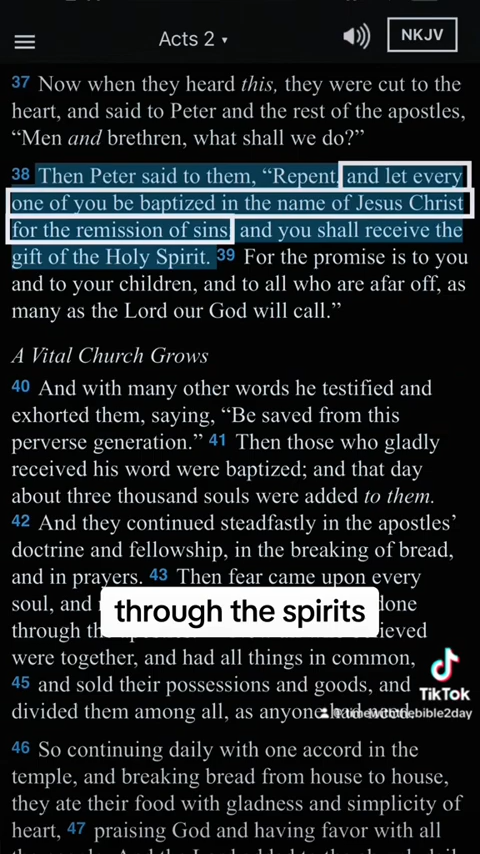 Acts 2
NKJV
37 Now when they heard this, they were cut to the
heart, and said to Peter and the rest of the apostles,
“Men and brethren, what shall we do?”
38 Then Peter said to them, “Repent, and let every
one of you be baptized in the name of Jesus Christ
for the remission of sins; and you shall receive the
gift of the Holy Spirit. 39 For the promise is to you
and to your children, and to all who are afar off, as
many as the Lord our God will call.”
A Vital Church Grows
40 And with many other words he testified and
exhorted them, saying, “Be saved from this
perverse generation.” 41 Then those who gladly
received his word were baptized; and that day
about three thousand souls were added to them.
42 And they continued steadfastly in the apostles’
doctrine and fellowship, in the breaking of bread,
and in prayers. 43 Then fear came upon every
soul, and done
through the spirits
through
were together, and had all things in common,
45 and sold their possessions and goods, and
TikTok
divided them among all, as anyone had need.
46 So continuing daily with one accord in the
temple, and breaking bread from house to house,
they ate their food with gladness and simplicity of
heart, 47 praising God and having favor with all